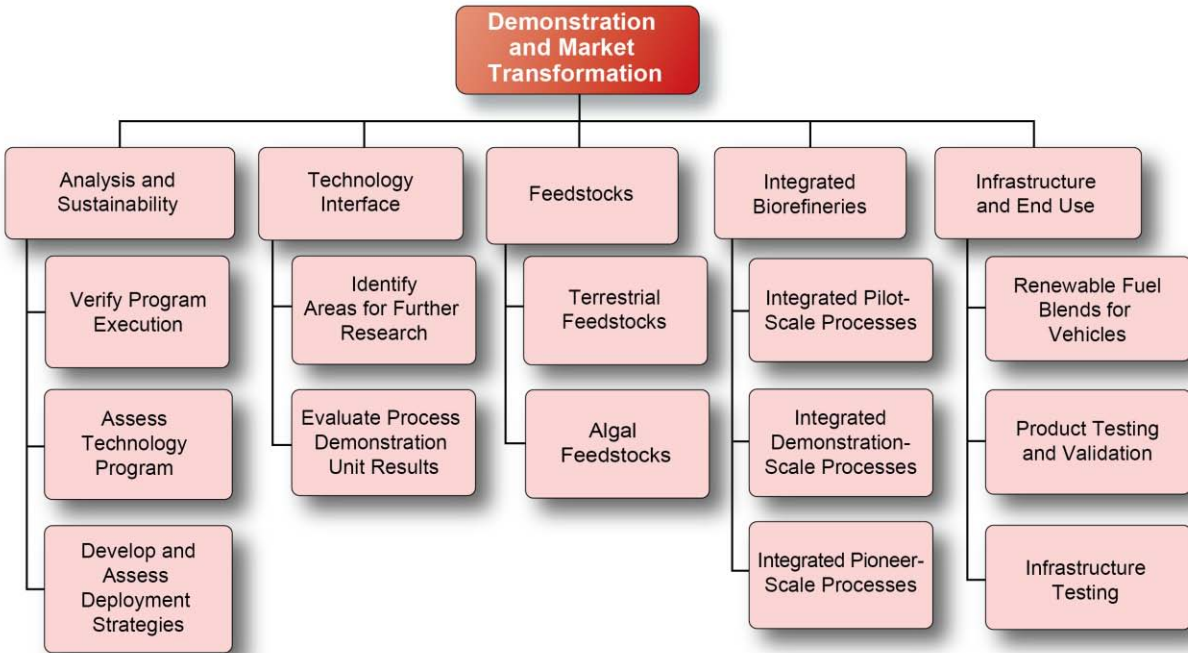 Demonstration
and Market
Transformation
Analysis and
Sustainability
Verify Program
Execution
Assess
Technology
Program
Develop and
Assess
Deployment
Strategies
Technology
Interface
Identify
Areas for Further
Research
Evaluate Process
Demonstration
Unit Results
Feedstocks
Terrestrial
Feedstocks
Algal
Feedstocks
Integrated
Biorefineries
Integrated Pilot-
Scale Processes
Integrated
Demonstration-
Scale Processes
Integrated Pioneer-
Scale Processes
Infrastructure
and End Use
Renewable Fuel
Blends for
Vehicles
Product Testing
and Validation
Infrastructure
Testing